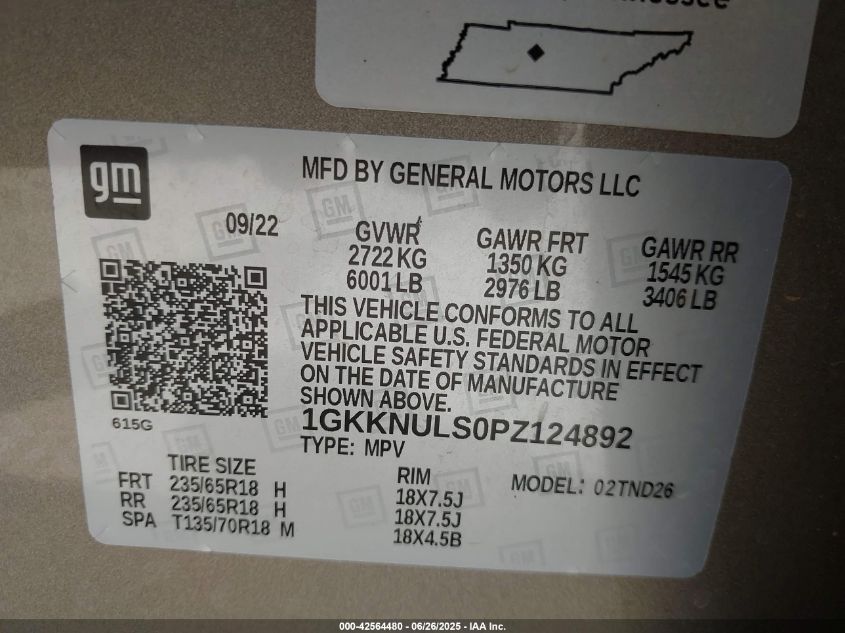 gm
MFD BY GENERAL MOTORS LLC
09/22
GVWR
2722 KG
6001 LB
GAWR FRT
1350 KG
2976 LB
GAWR RR
1545 KG
3406 LB
THIS VEHICLE CONFORMS TO ALL
APPLICABLE U.S. FEDERAL MOTOR
VEHICLE SAFETY STANDARDS IN EFFECT
ON THE DATE OF MANUFACTURE
SHOWN ABOVE.
1GKKNULS0PZ124892
TYPE: MPV
615G
TIRE SIZE
RIM
MODEL: 02TND26
FRT 235/65R18 H 18X7.5J
RR 235/65R18 H 18X7.5J
SPA T135/70R18 M 18X4.5B
000-42564480 - 06/26/2025 - IAA Inc.